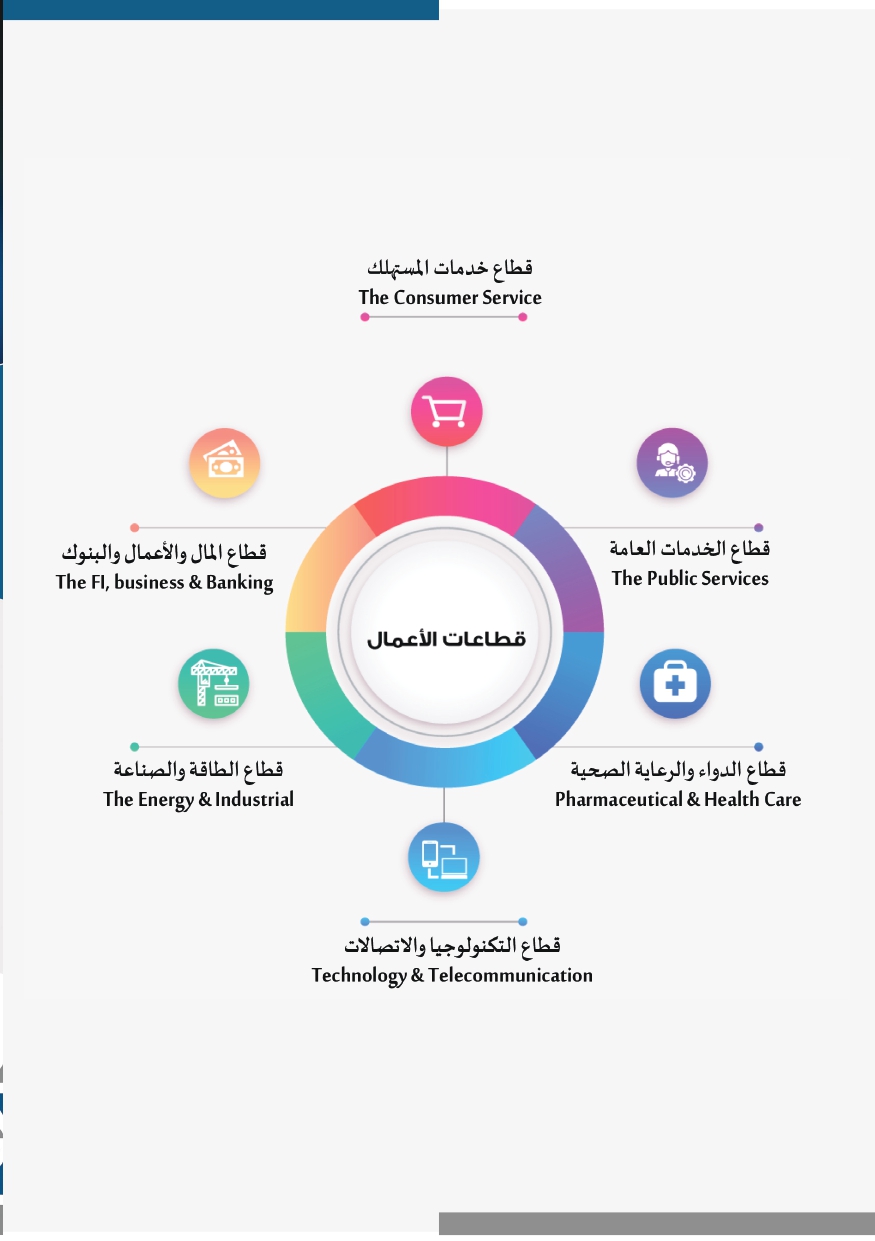 قطاع خدمات المستهلك
The Consumer Service
قطاع المال والأعمال والبنوك
The FI, business & Banking
قطاع الخدمات العامة
The Public Services
قطاعات الأعمال
قطاع الطاقة والصناعة
The Energy & Industrial
قطاع الدواء والرعاية الصحية
Pharmaceutical & Health Care
قطاع التكنولوجيا والاتصالات
Technology & Telecommunication